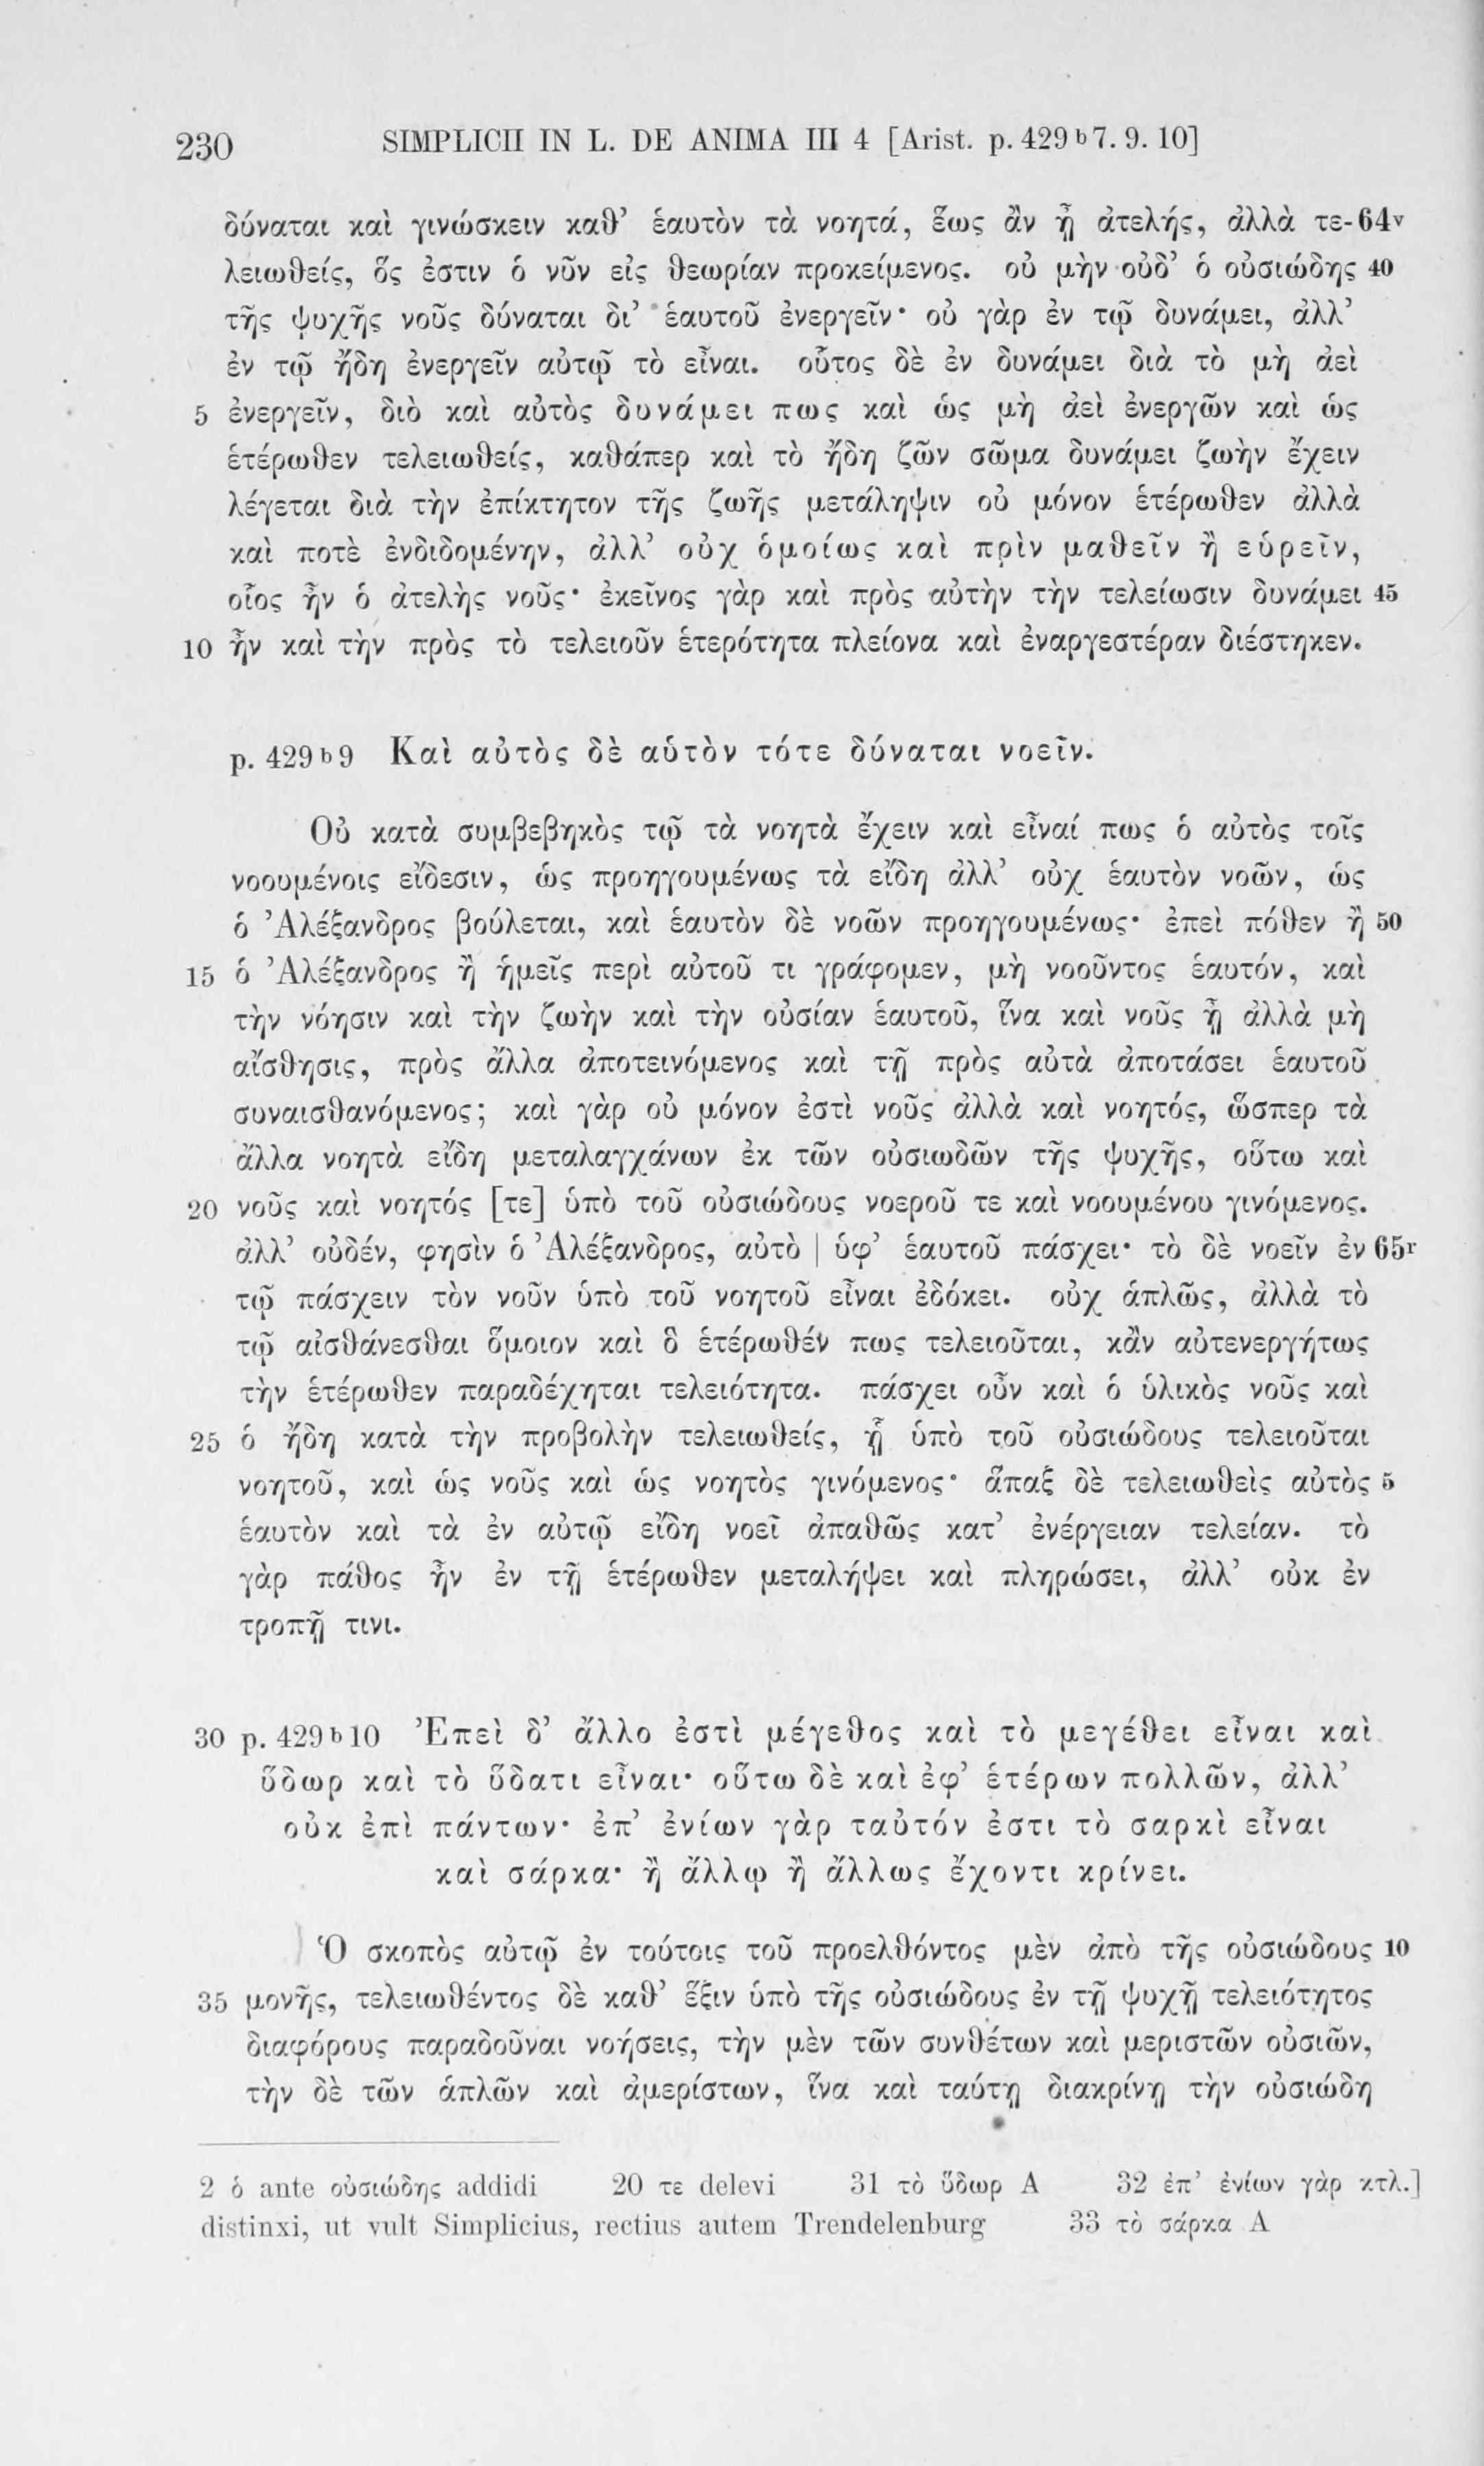 230 SIMPLICII IN L. DE ANIMA III 4 [Arist. p. 429 b 7. 9. 10]
δύναται καὶ γινώσκειν καθ’ ἑαυτὸν τὰ νοητά, ἕως ἂν ᾖ ἀτελής, ἀλλὰ τε- 64v
λειωθείς, ὅς ἐστιν ὁ νῦν εἰς θεωρίαν προκείμενος. οὐ μὴν οὐδ’ ὁ οὐσιώδης 40
τῆς ψυχῆς νοῦς δύναται δι’ ἑαυτοῦ ἐνεργεῖν· οὐ γὰρ ἐν τῷ δυνάμει, ἀλλ’
ἐν τῷ ἤδη ἐνεργεῖν αὐτῷ τὸ εἶναι. οὗτος δὲ ἐν δυνάμει διὰ τὸ μὴ ἀεὶ
5 ἐνεργεῖν, διὸ καὶ αὐτὸς δυνάμει πως καὶ ὡς μὴ ἀεὶ ἐνεργῶν καὶ ὡς
ἑτέρωθεν τελειωθείς, καθάπερ καὶ τὸ ἤδη ζῶν σῶμα δυνάμει ζωὴν ἔχειν
λέγεται διὰ τὴν ἐπίκτητον τῆς ζωῆς μετάληψιν οὐ μόνον ἑτέρωθεν ἀλλὰ
καὶ ποτὲ ἐνδιδομένην, ἀλλ’ οὐχ ὁμοίως καὶ πρὶν μαθεῖν ἢ εὑρεῖν,
οἷος ἦν ὁ ἀτελὴς νοῦς· ἐκεῖνος γὰρ καὶ πρὸς αὐτὴν τὴν τελείωσιν δυνάμει 45
10 ἦν καὶ τὴν πρὸς τὸ τελειοῦν ἑτερότητα πλείονα καὶ ἐναργεστέραν διέστηκεν.
p. 429 b 9 Καὶ αὐτὸς δὲ αὑτὸν τότε δύναται νοεῖν.
Οὐ κατὰ συμβεβηκὸς τῷ τὰ νοητὰ ἔχειν καὶ εἶναί πως ὁ αὐτὸς τοῖς
νοουμένοις εἴδεσιν, ὡς προηγουμένως τὰ εἴδη ἀλλ’ οὐχ ἑαυτὸν νοῶν, ὡς
ὁ Ἀλέξανδρος βούλεται, καὶ ἑαυτὸν δὲ νοῶν προηγουμένως· ἐπεὶ πόθεν ἢ 50
15 ὁ Ἀλέξανδρος ἢ ἡμεῖς περὶ αὐτοῦ τι γράφομεν, μὴ νοοῦντος ἑαυτόν, καὶ
τὴν νόησιν καὶ τὴν ζωὴν καὶ τὴν οὐσίαν ἑαυτοῦ, ἵνα καὶ νοῦς ᾖ ἀλλὰ μὴ
αἴσθησις, πρὸς ἄλλα ἀποτεινόμενος καὶ τῇ πρὸς αὐτὰ ἀποτάσει ἑαυτοῦ
συναισθανόμενος; καὶ γὰρ οὐ μόνον ἐστὶ νοῦς ἀλλὰ καὶ νοητός, ὥσπερ τὰ
ἄλλα νοητὰ εἴδη μεταλαγχάνων ἐκ τῶν οὐσιωδῶν τῆς ψυχῆς, οὕτω καὶ
20 νοῦς καὶ νοητός [τε] ὑπὸ τοῦ οὐσιώδους νοεροῦ τε καὶ νοουμένου γινόμενος.
ἀλλ’ οὐδέν, φησὶν ὁ Ἀλέξανδρος, αὐτὸ | ὑφ’ ἑαυτοῦ πάσχει· τὸ δὲ νοεῖν ἐν 65r
τῷ πάσχειν τὸν νοῦν ὑπὸ τοῦ νοητοῦ εἶναι ἐδόκει. οὐχ ἁπλῶς, ἀλλὰ τὸ
τῷ αἰσθάνεσθαι ὅμοιον καὶ ὃ ἑτέρωθέν πως τελειοῦται, κἂν αὐτενεργήτως
τὴν ἑτέρωθεν παραδέχηται τελειότητα. πάσχει οὖν καὶ ὁ ὑλικὸς νοῦς καὶ
25 ὁ ἤδη κατὰ τὴν προβολὴν τελειωθείς, ᾗ ὑπὸ τοῦ οὐσιώδους τελειοῦται
νοητοῦ, καὶ ὡς νοῦς καὶ ὡς νοητὸς γινόμενος· ἅπαξ δὲ τελειωθεὶς αὐτὸς 5
ἑαυτὸν καὶ τὰ ἐν αὐτῷ εἴδη νοεῖ ἀπαθῶς κατ’ ἐνέργειαν τελείαν. τὸ
γὰρ πάθος ἦν ἐν τῇ ἑτέρωθεν μεταλήψει καὶ πληρώσει, ἀλλ’ οὐκ ἐν
τροπῇ τινι.
30 p. 429 b 10 Ἐπεὶ δ’ ἄλλο ἐστὶ μέγεθος καὶ τὸ μεγέθει εἶναι καὶ
ὕδωρ καὶ τὸ ὕδατι εἶναι· οὕτω δὲ καὶ ἐφ’ ἑτέρων πολλῶν, ἀλλ’
οὐκ ἐπὶ πάντων· ἐπ’ ἐνίων γὰρ ταὐτόν ἐστι τὸ σαρκὶ εἶναι
καὶ σάρκα· ἢ ἄλλῳ ἢ ἄλλως ἔχοντι κρίνει.
Ὁ σκοπὸς αὐτῷ ἐν τούτοις τοῦ προελθόντος μὲν ἀπὸ τῆς οὐσιώδους 10
35 μονῆς, τελειωθέντος δὲ καθ’ ἕξιν ὑπὸ τῆς οὐσιώδους ἐν τῇ ψυχῇ τελειότητος
διαφόρους παραδοῦναι νοήσεις, τὴν μὲν τῶν συνθέτων καὶ μεριστῶν οὐσιῶν,
τὴν δὲ τῶν ἁπλῶν καὶ ἀμερίστων, ἵνα καὶ ταύτῃ διακρίνῃ τὴν οὐσιώδη
2 ὁ ante οὐσιώδης addidi 20 τε delevi 31 τὸ ὕδωρ A 32 ἐπ’ ἐνίων γὰρ κτλ.]
distinxi, ut vult Simplicius, rectius autem Trendelenburg 33 τὸ σάρκα A